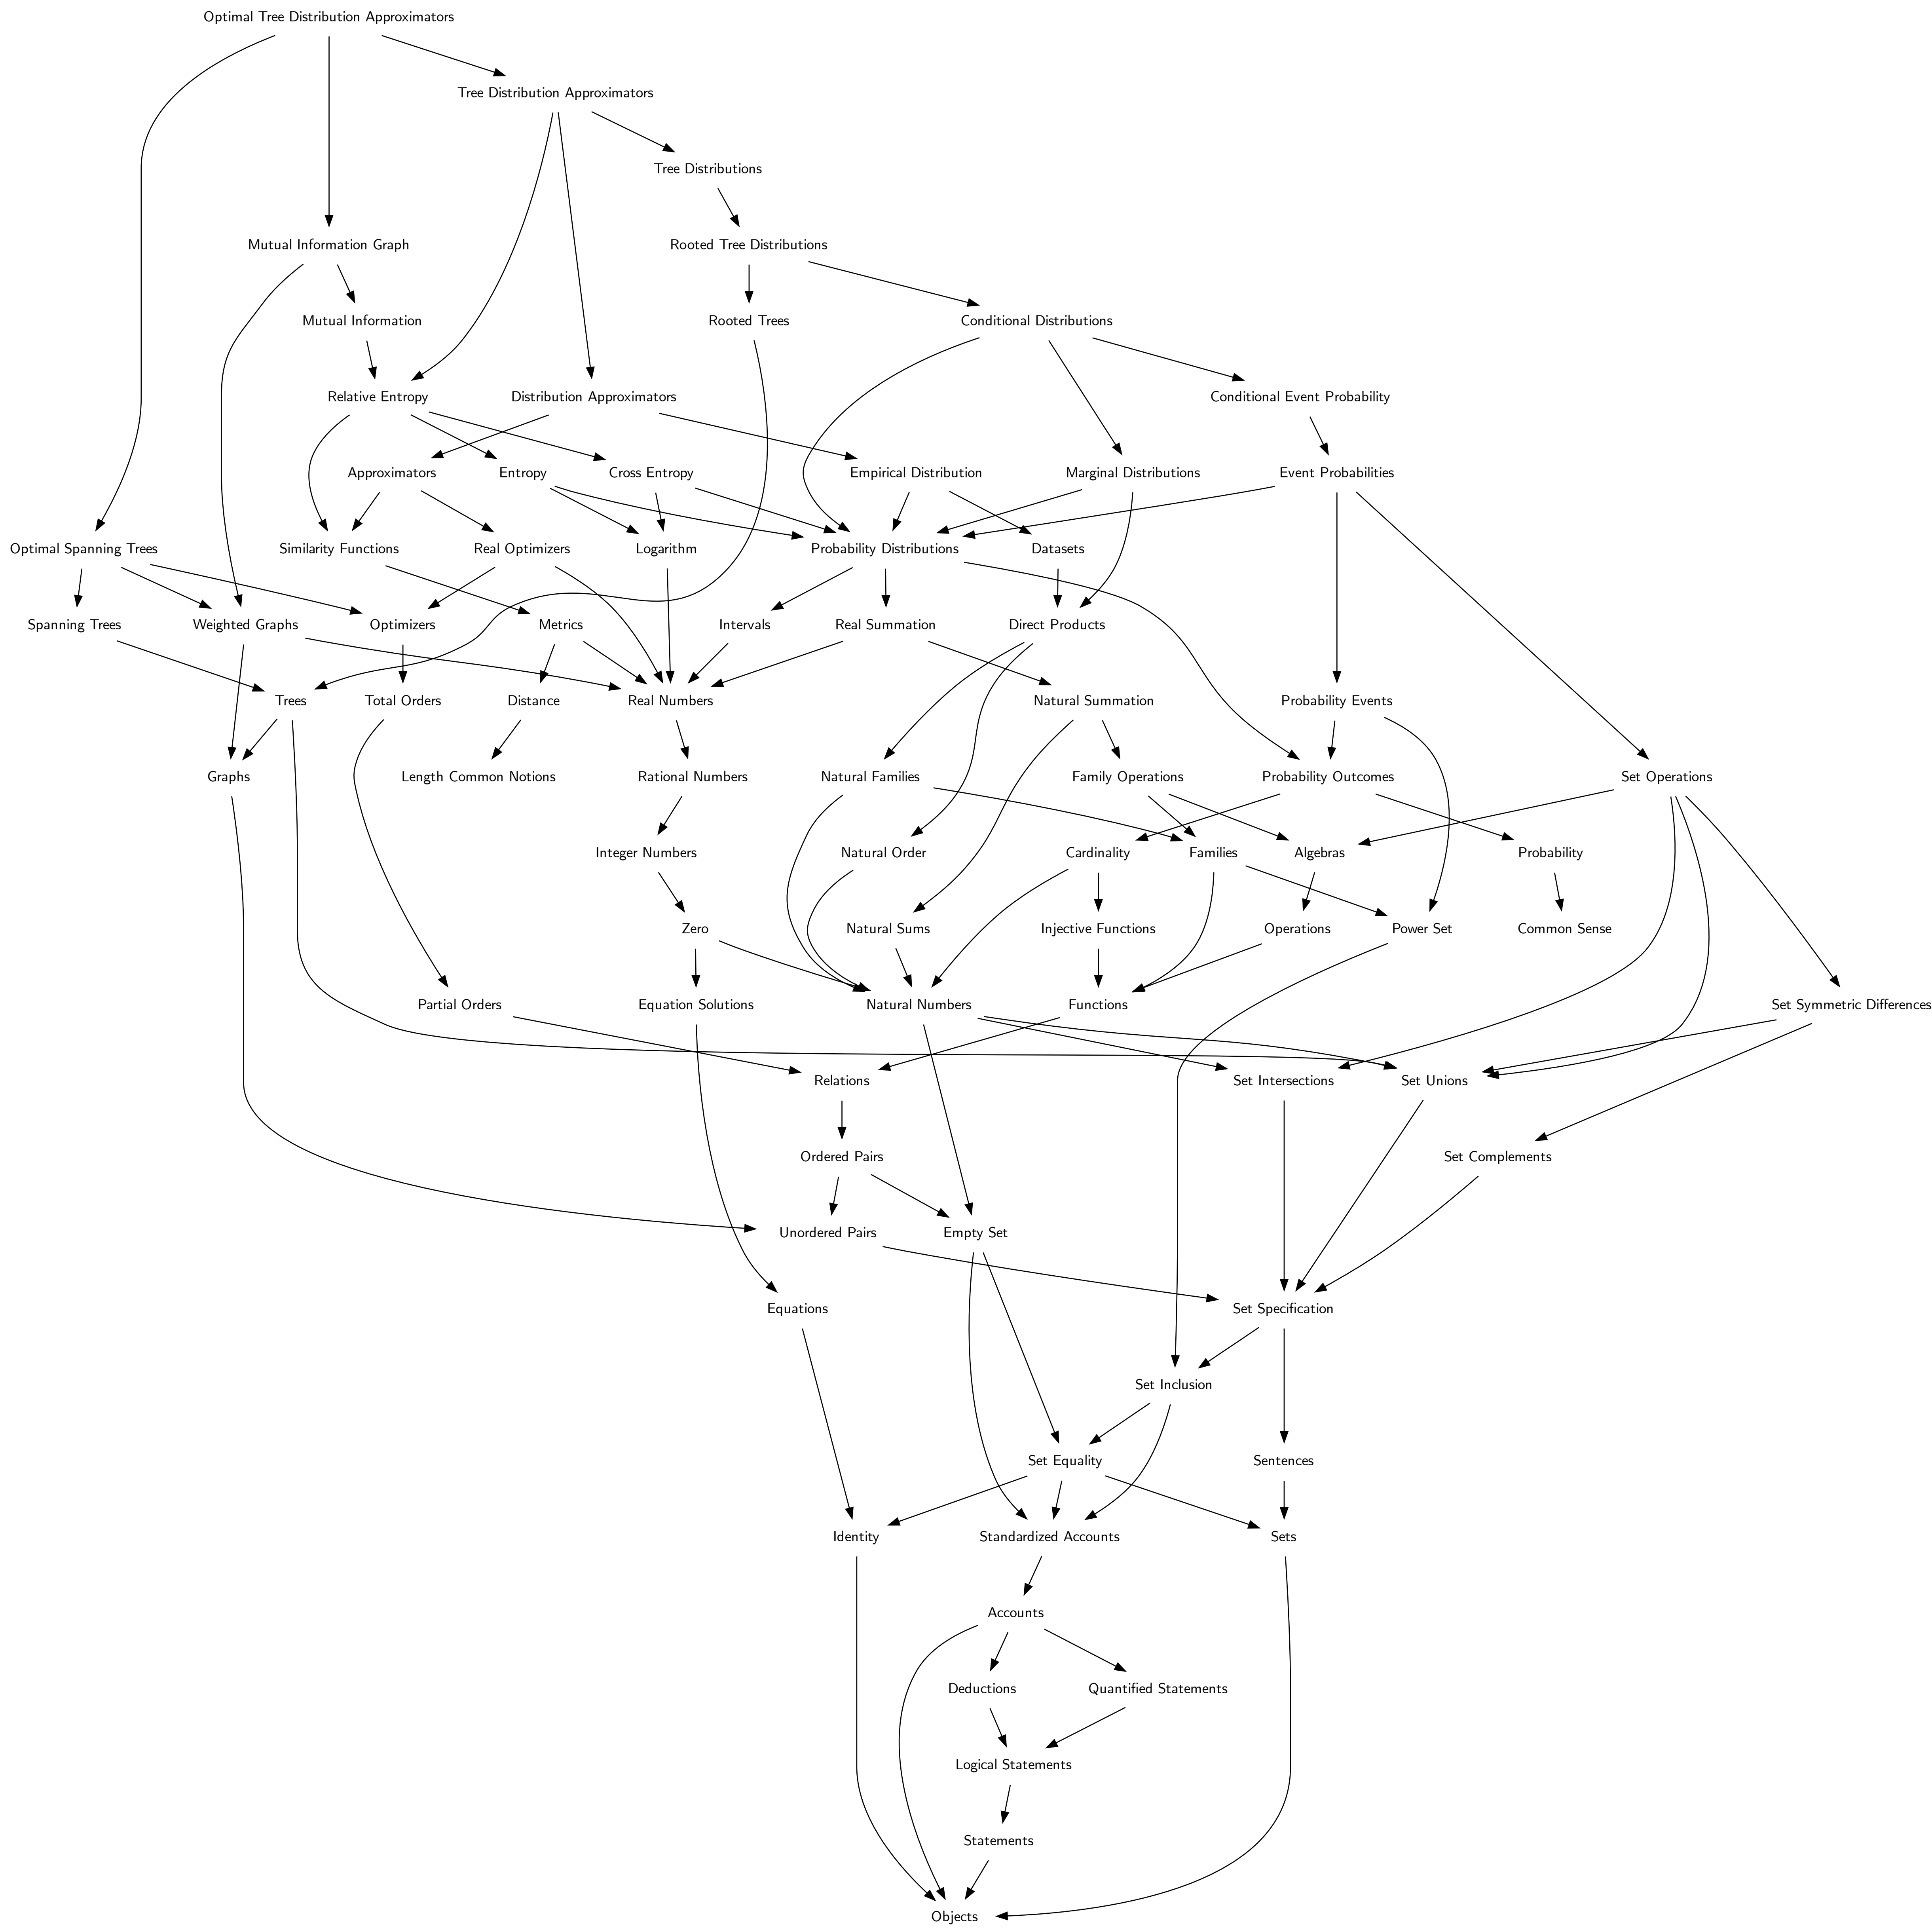 Optimal Tree Distribution Approximators
Tree Distribution Approximators
Tree Distributions
Mutual Information Graph
Rooted Tree Distributions
Mutual Information
Rooted Trees
Conditional Distributions
Relative Entropy
Distribution Approximators
Conditional Event Probability
Approximators
Entropy
Cross Entropy
Empirical Distribution
Marginal Distributions
Event Probabilities
Optimal Spanning Trees
Similarity Functions
Real Optimizers
Logarithm
Probability Distributions
Datasets
Spanning Trees
Weighted Graphs
Optimizers
Metrics
Intervals
Real Summation
Direct Products
Trees
Total Orders
Distance
Real Numbers
Natural Summation
Probability Events
Graphs
Length Common Notions
Rational Numbers
Natural Families
Family Operations
Probability Outcomes
Set Operations
Integer Numbers
Natural Order
Cardinality
Families
Algebras
Probability
Zero
Natural Sums
Injective Functions
Operations
Power Set
Common Sense
Partial Orders
Equation Solutions
Natural Numbers
Functions
Set Symmetric Differences
Relations
Set Intersections
Set Unions
Ordered Pairs
Set Complements
Unordered Pairs
Empty Set
Equations
Set Specification
Set Inclusion
Set Equality
Sentences
Identity
Standardized Accounts
Sets
Accounts
Deductions
Quantified Statements
Logical Statements
Statements
Objects